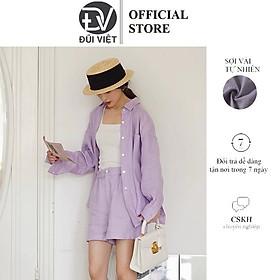 ĐV
ĐŨI VIỆT
OFFICIAL
STORE
SỢI VẢI
TỰ NHIÊN
7
Đổi trả dễ dàng
tận nơi trong 7 ngày
CSKH
chuyên nghiệp